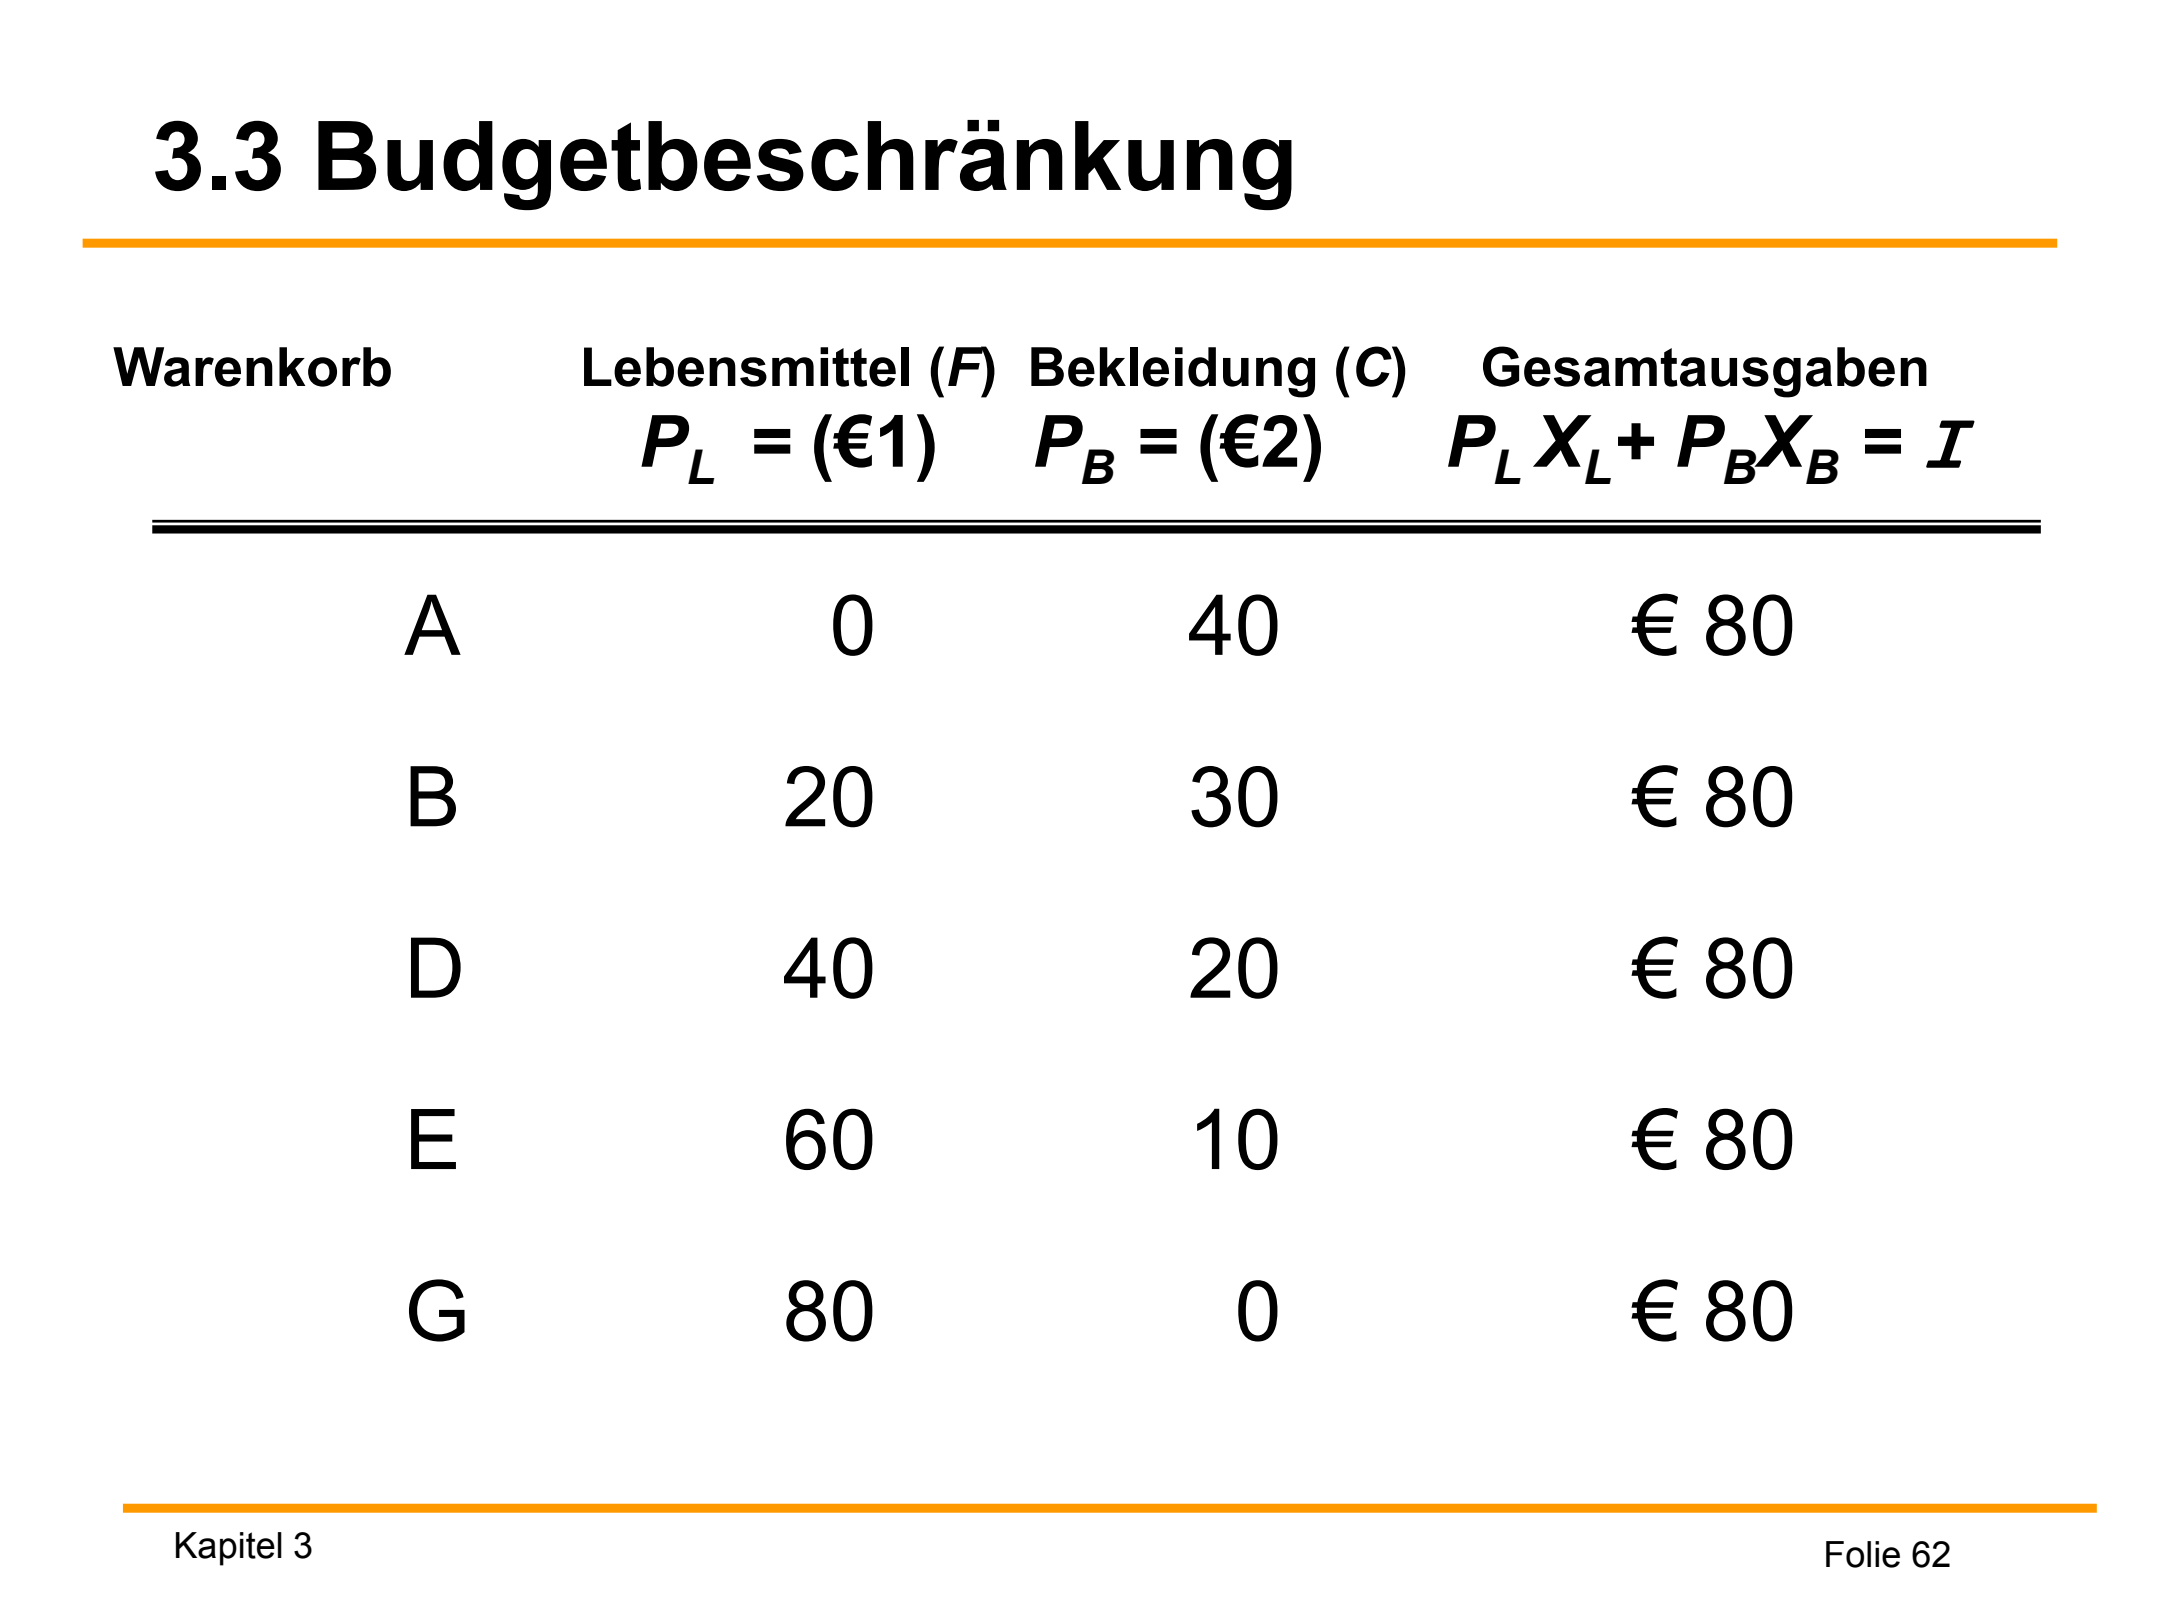 3.3 Budgetbeschränkung
Warenkorb Lebensmittel (F) Bekleidung (C) Gesamtausgaben
P_L = (€1) P_B = (€2) P_L X_L + P_B X_B = I
A 0 40 € 80
B 20 30 € 80
D 40 20 € 80
E 60 10 € 80
G 80 0 € 80
Kapitel 3
Folie 62